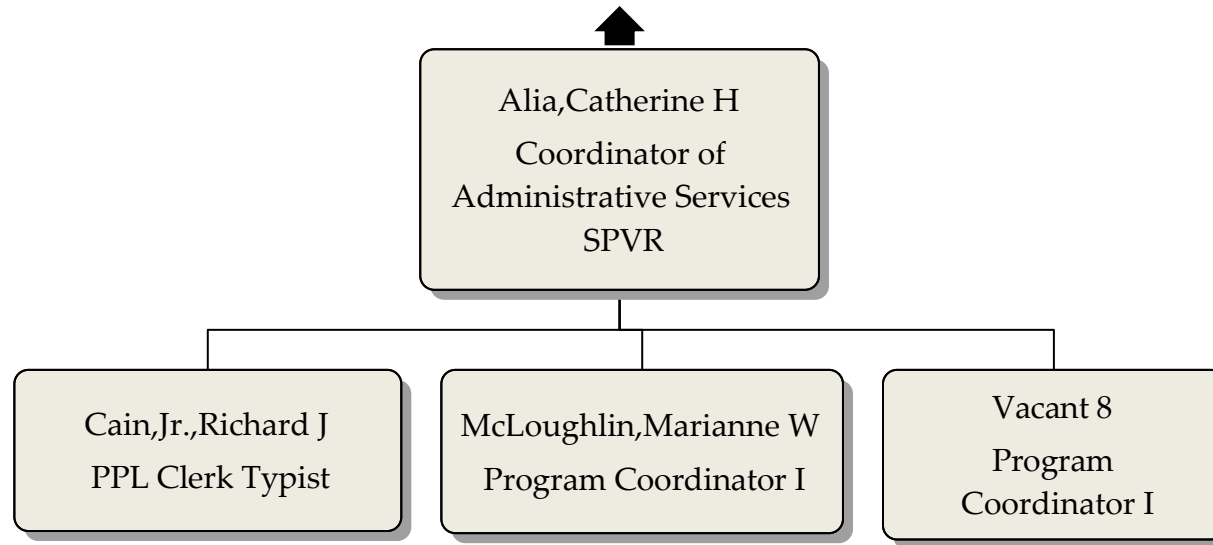 Alia,Catherine H
Coordinator of
Administrative Services
SPVR
Cain,Jr.,Richard J
PPL Clerk Typist
McLoughlin,Marianne W
Program Coordinator I
Vacant 8
Program
Coordinator I